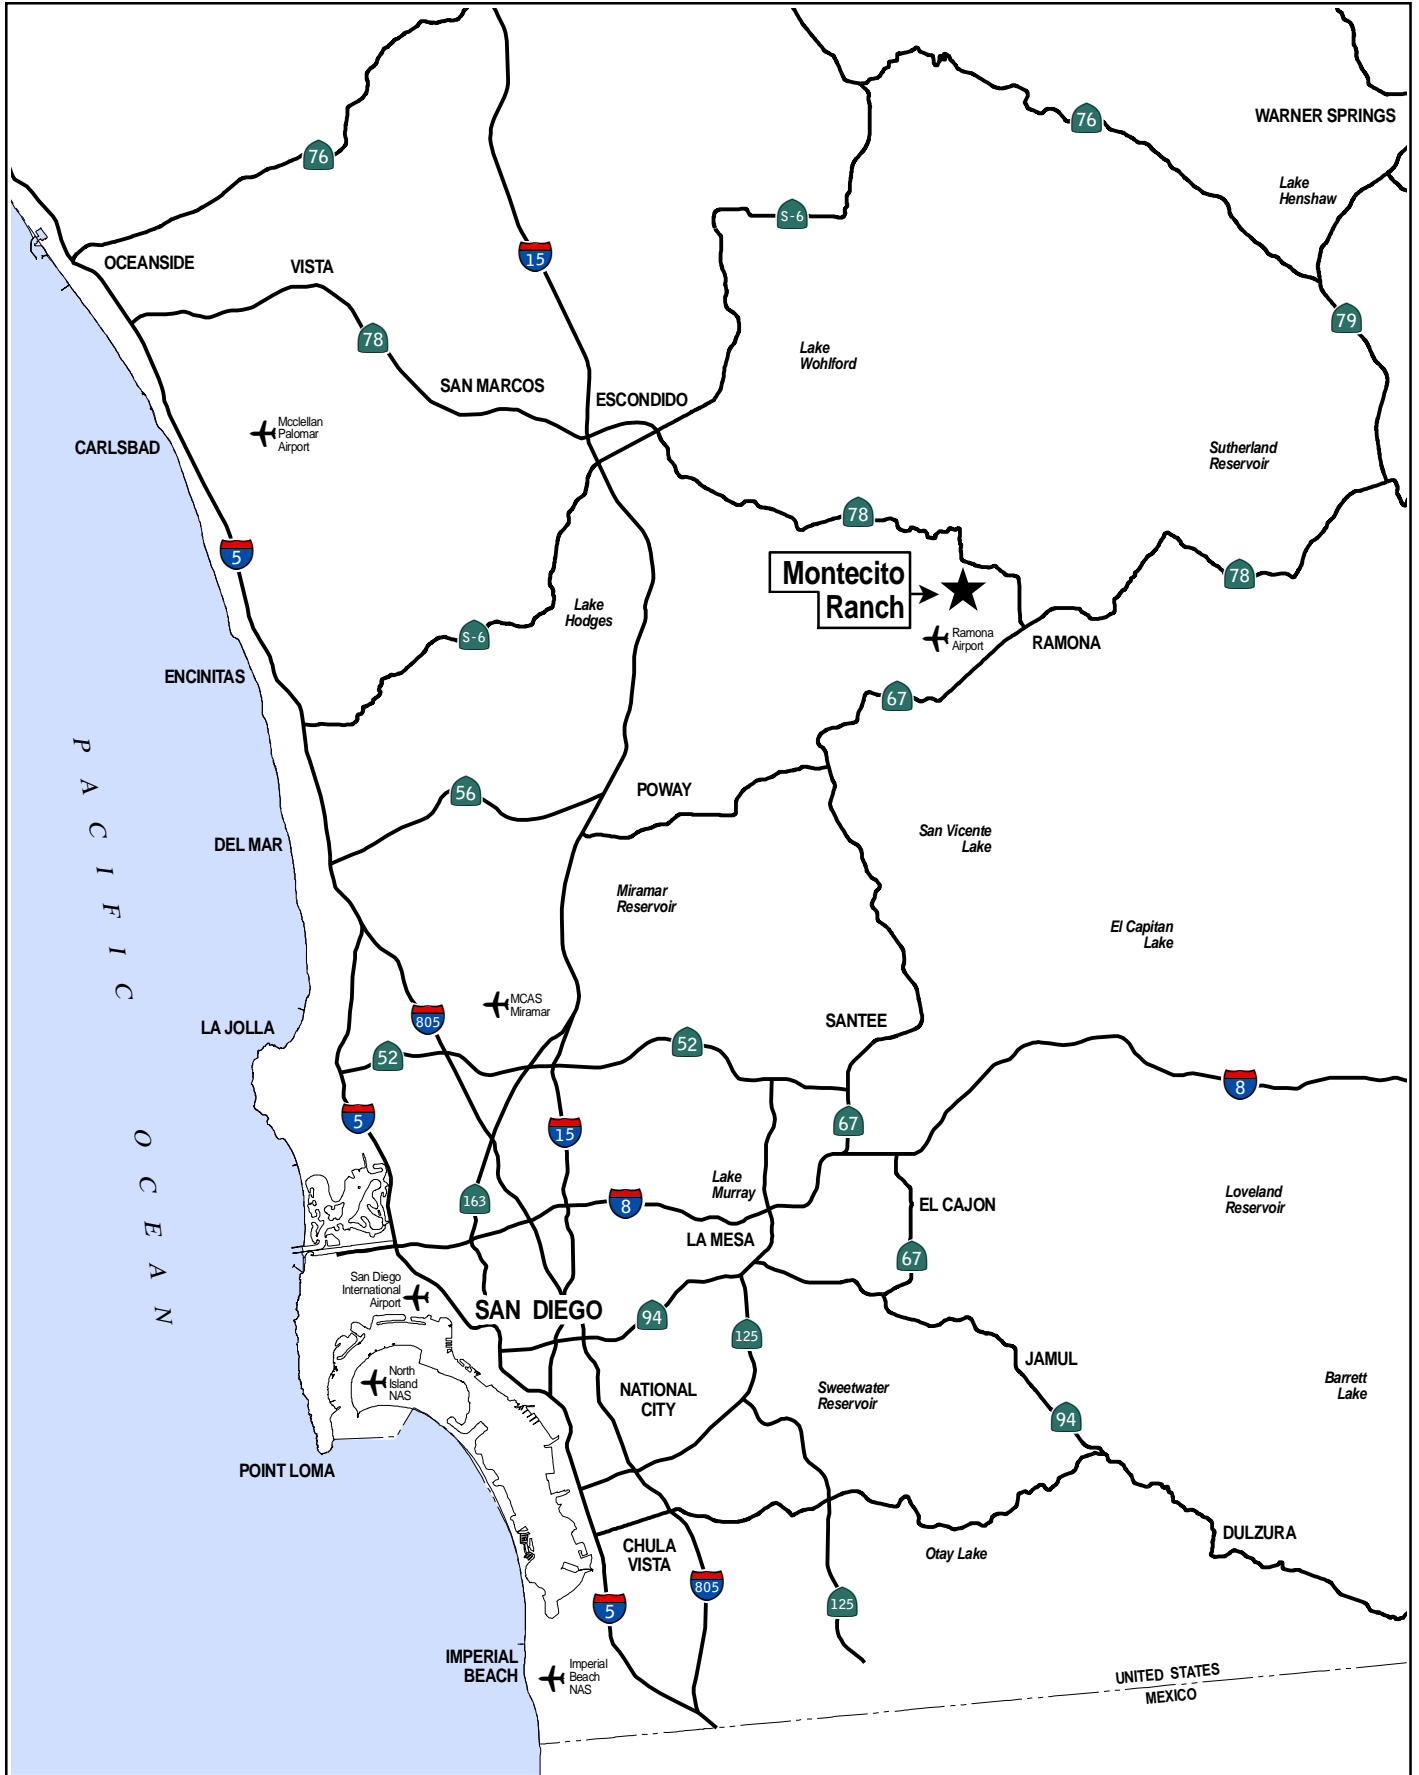 WARNER SPRINGS
76
76
Lake
Henshaw
S-6
OCEANSIDE
VISTA
15
79
78
Lake
Wohlford
SAN MARCOS
ESCONDIDO
Mcclellan
Palomar
Airport
CARLSBAD
Sutherland
Reservoir
78
5
Montecito
Ranch
78
Lake
Hodges
S-6
Ramona
Airport
RAMONA
ENCINITAS
67
PACIFIC OCEAN
56
POWAY
DEL MAR
San Vicente
Lake
Miramar
Reservoir
El Capitan
Lake
MCAS
Miramar
LA JOLLA
805
SANTEE
52
52
8
5
15
67
Lake
Murray
163
8
EL CAJON
Loveland
Reservoir
LA MESA
67
San Diego
International
Airport
SAN DIEGO
94
125
JAMUL
North
Island
NAS
NATIONAL
CITY
Sweetwater
Reservoir
Barrett
Lake
94
POINT LOMA
DULZURA
CHULA
VISTA
Otay Lake
805
5
125
IMPERIAL
BEACH
Imperial
Beach
NAS
UNITED STATES
MEXICO